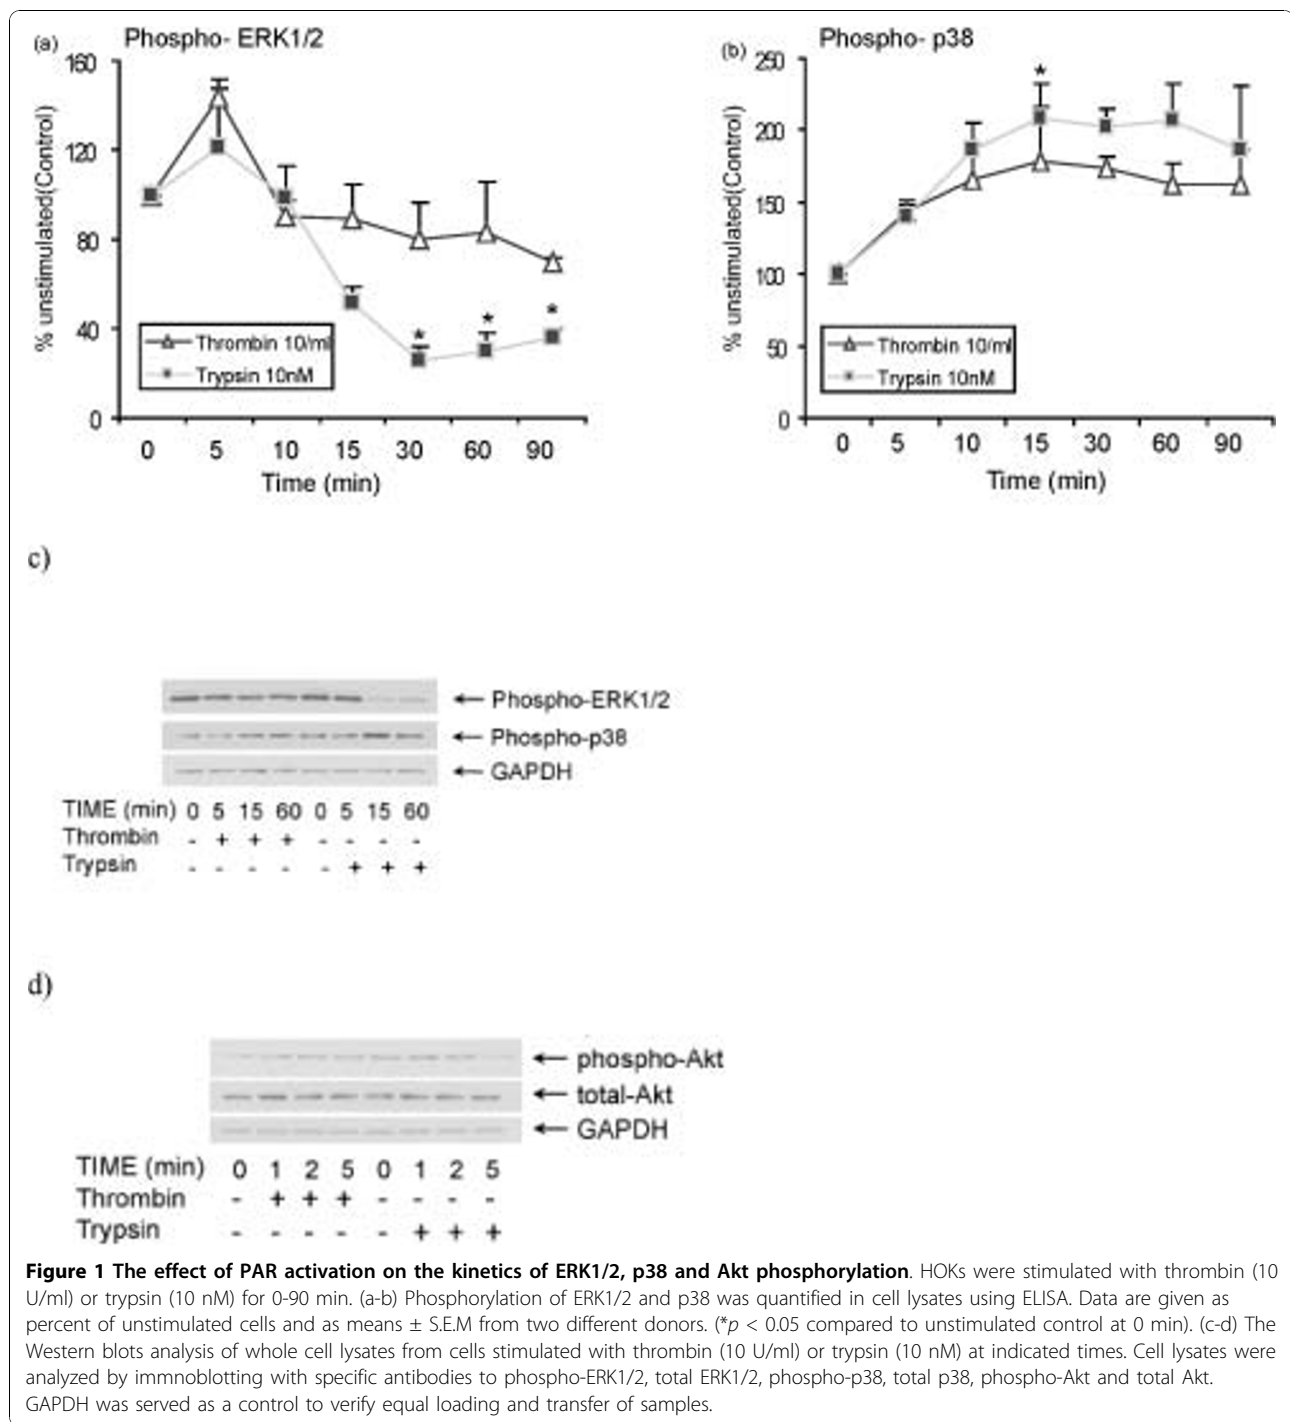 (a) Phospho- ERK1/2
160
120
80
40
0
% unstimulated(Control)
Thrombin 10/ml
Trypsin 10nM
* * *
0 5 10 15 30 60 90
Time (min)
(b) Phospho- p38
250
200
150
100
50
0
% unstimulated(Control)
*
Thrombin 10/ml
Trypsin 10nM
0 5 10 15 30 60 90
Time (min)
c)
Phospho-ERK1/2
Phospho-p38
GAPDH
TIME (min) 0 5 15 60 0 5 15 60
Thrombin - + + + - - - -
Trypsin - - - - - + + +
d)
phospho-Akt
total-Akt
GAPDH
TIME (min) 0 1 2 5 0 1 2 5
Thrombin - + + + - - - -
Trypsin - - - - - + + +
Figure 1 The effect of PAR activation on the kinetics of ERK1/2, p38 and Akt phosphorylation. HOKs were stimulated with thrombin (10
U/ml) or trypsin (10 nM) for 0-90 min. (a-b) Phosphorylation of ERK1/2 and p38 was quantified in cell lysates using ELISA. Data are given as
percent of unstimulated cells and as means ± S.E.M from two different donors. (*p < 0.05 compared to unstimulated control at 0 min). (c-d) The
Western blots analysis of whole cell lysates from cells stimulated with thrombin (10 U/ml) or trypsin (10 nM) at indicated times. Cell lysates were
analyzed by immnoblotting with specific antibodies to phospho-ERK1/2, total ERK1/2, phospho-p38, total p38, phospho-Akt and total Akt.
GAPDH was served as a control to verify equal loading and transfer of samples.